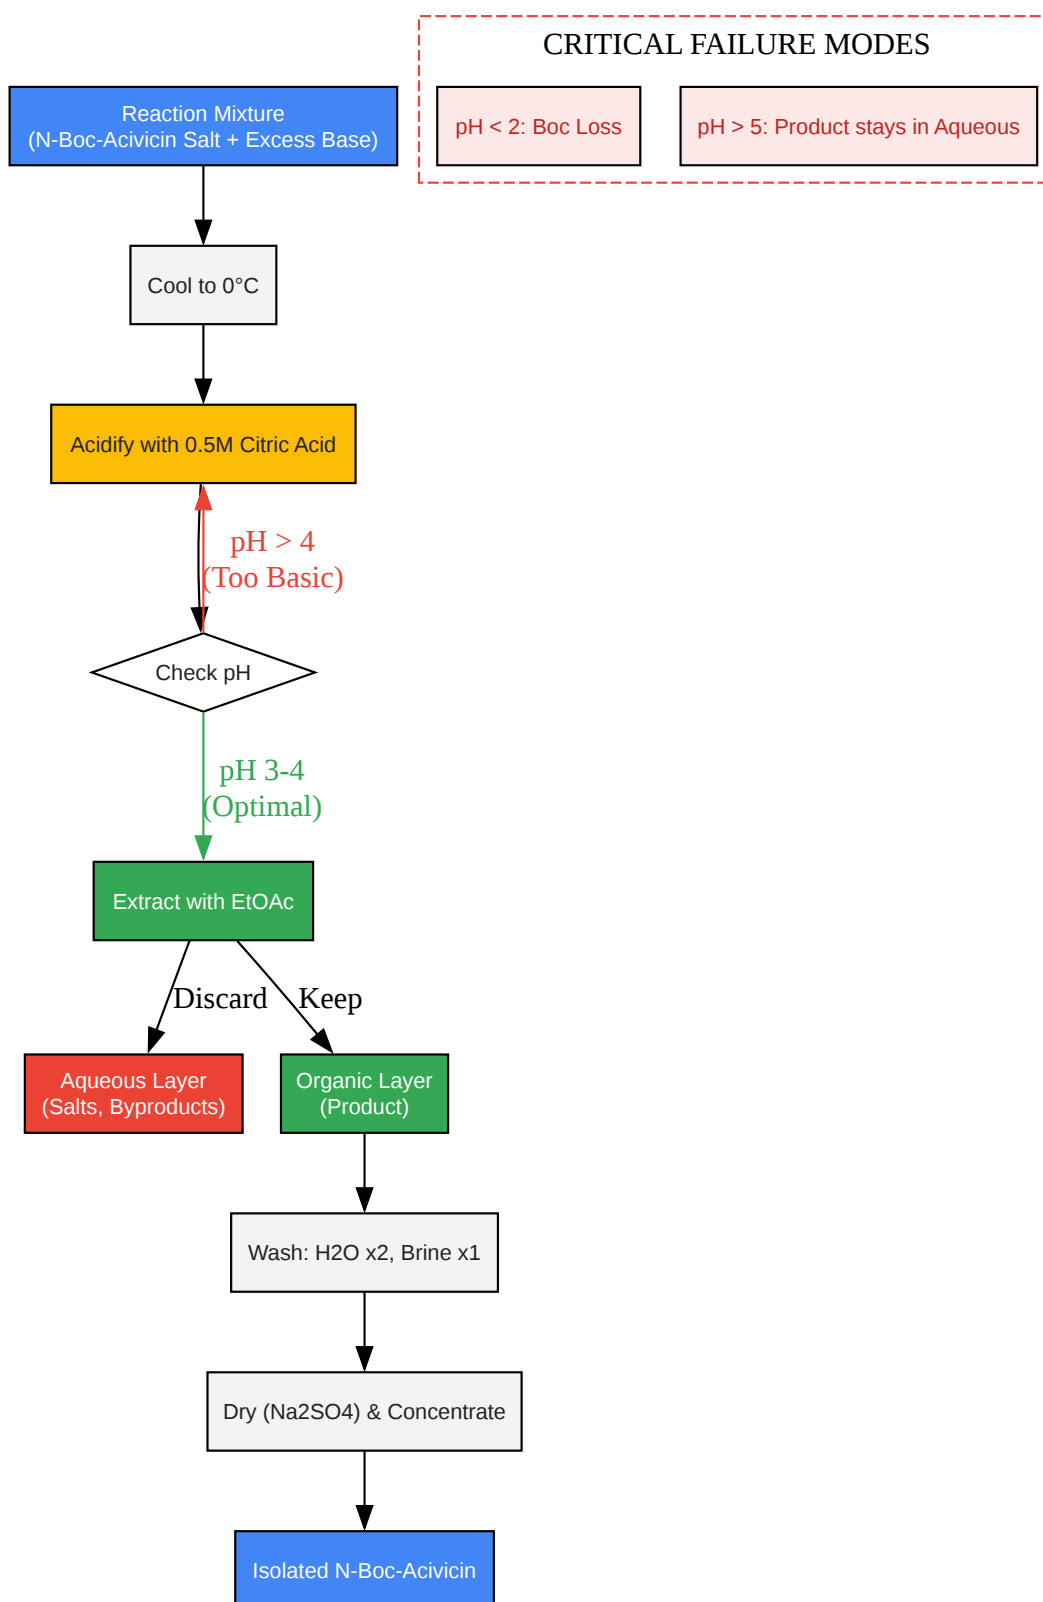 CRITICAL FAILURE MODES
Reaction Mixture
(N-Boc-Acivicin Salt + Excess Base)
pH < 2: Boc Loss
pH > 5: Product stays in Aqueous
Cool to 0°C
Acidify with 0.5M Citric Acid
pH > 4
(Too Basic)
Check pH
pH 3-4
(Optimal)
Extract with EtOAc
Discard
Keep
Aqueous Layer
(Salts, Byproducts)
Organic Layer
(Product)
Wash: H2O x2, Brine x1
Dry (Na2SO4) & Concentrate
Isolated N-Boc-Acivicin